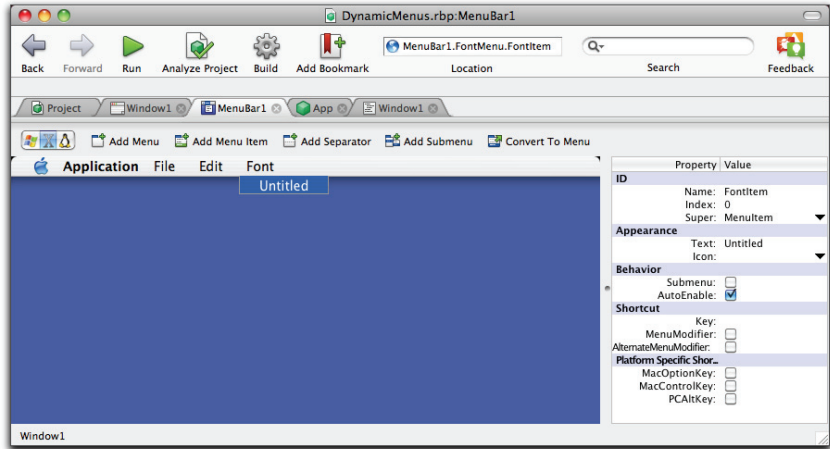 DynamicMenus.rbp:MenuBar1
MenuBar1.FontMenu.FontItem
Back Forward Run Analyze Project Build Add Bookmark Location Search Feedback
Project Window1 MenuBar1 App Window1
Add Menu Add Menu Item Add Separator Add Submenu Convert To Menu
Application File Edit Font
Untitled
Property Value
ID
Name: FontItem
Index: 0
Super: MenuItem
Appearance
Text: Untitled
Icon:
Behavior
Submenu:
AutoEnable:
Shortcut
Key:
MenuModifier:
AlternateMenuModifier:
Platform Specific Shor...
MacOptionKey:
MacControlKey:
PCAltKey:
Window1